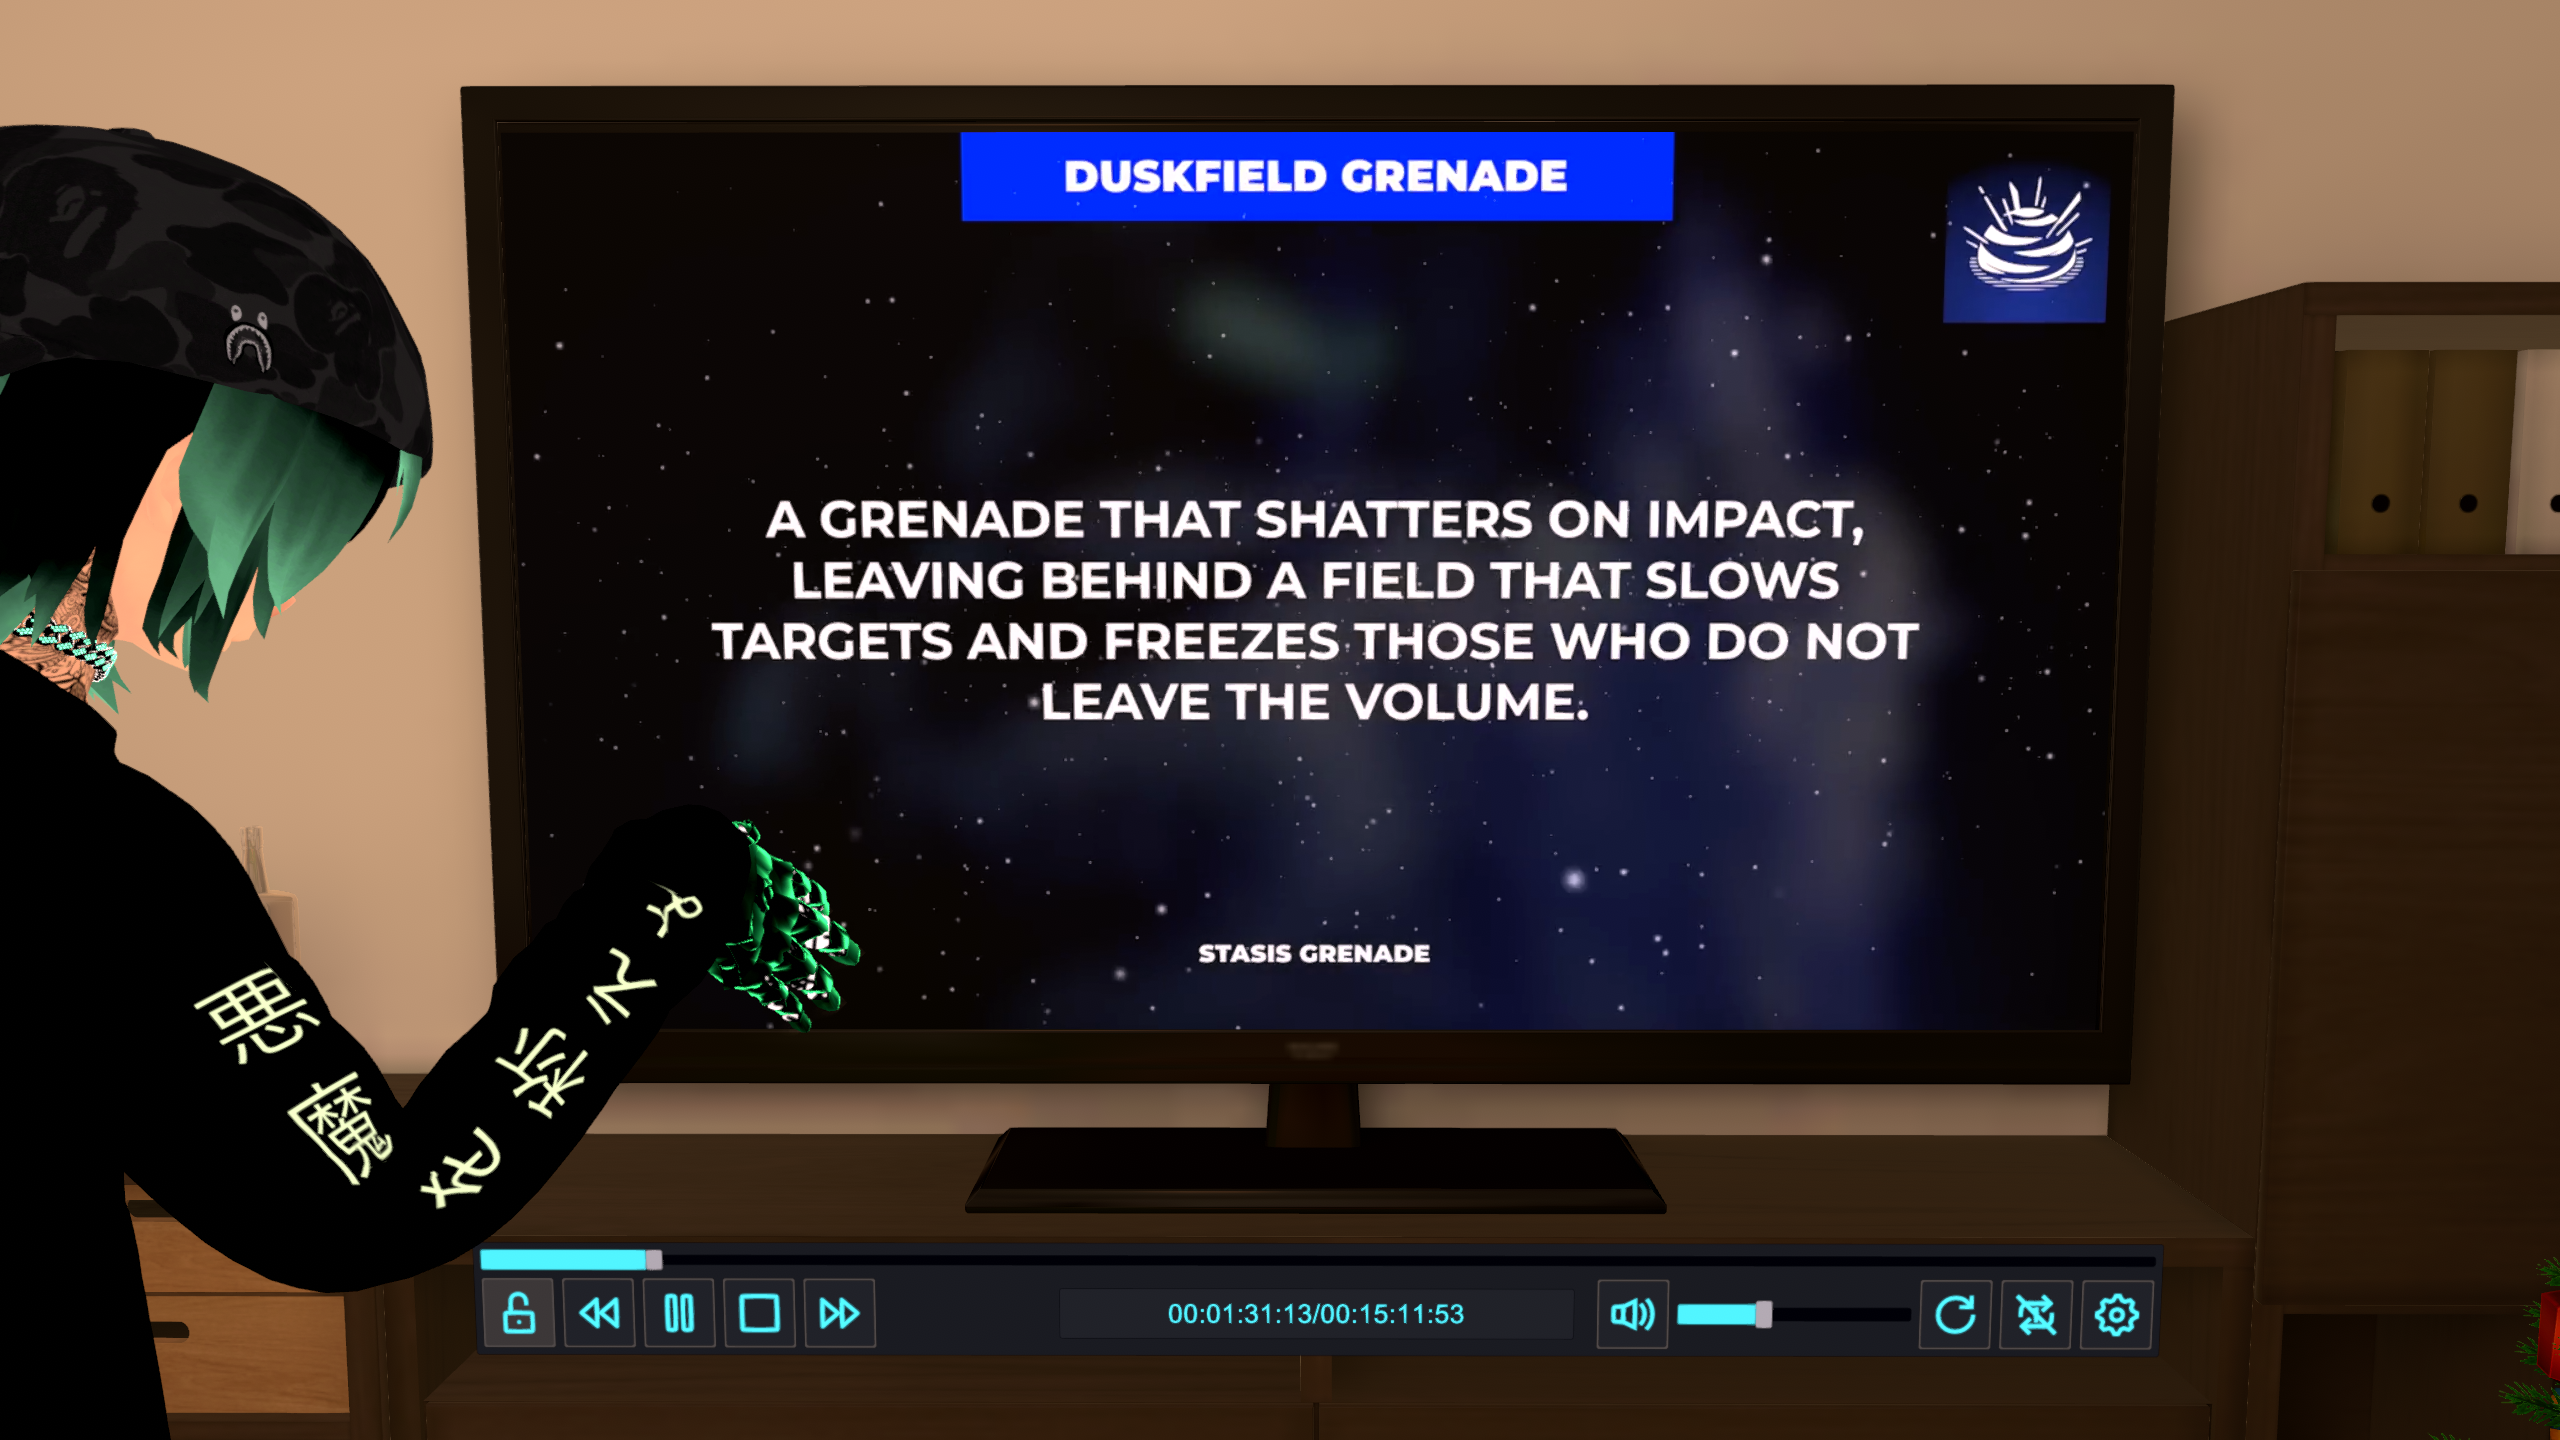 DUSKFIELD GRENADE
A GRENADE THAT SHATTERS ON IMPACT,
LEAVING BEHIND A FIELD THAT SLOWS
TARGETS AND FREEZES THOSE WHO DO NOT
LEAVE THE VOLUME.
STASIS GRENADE
悪
魔
00:01:31:13/00:15:11:53